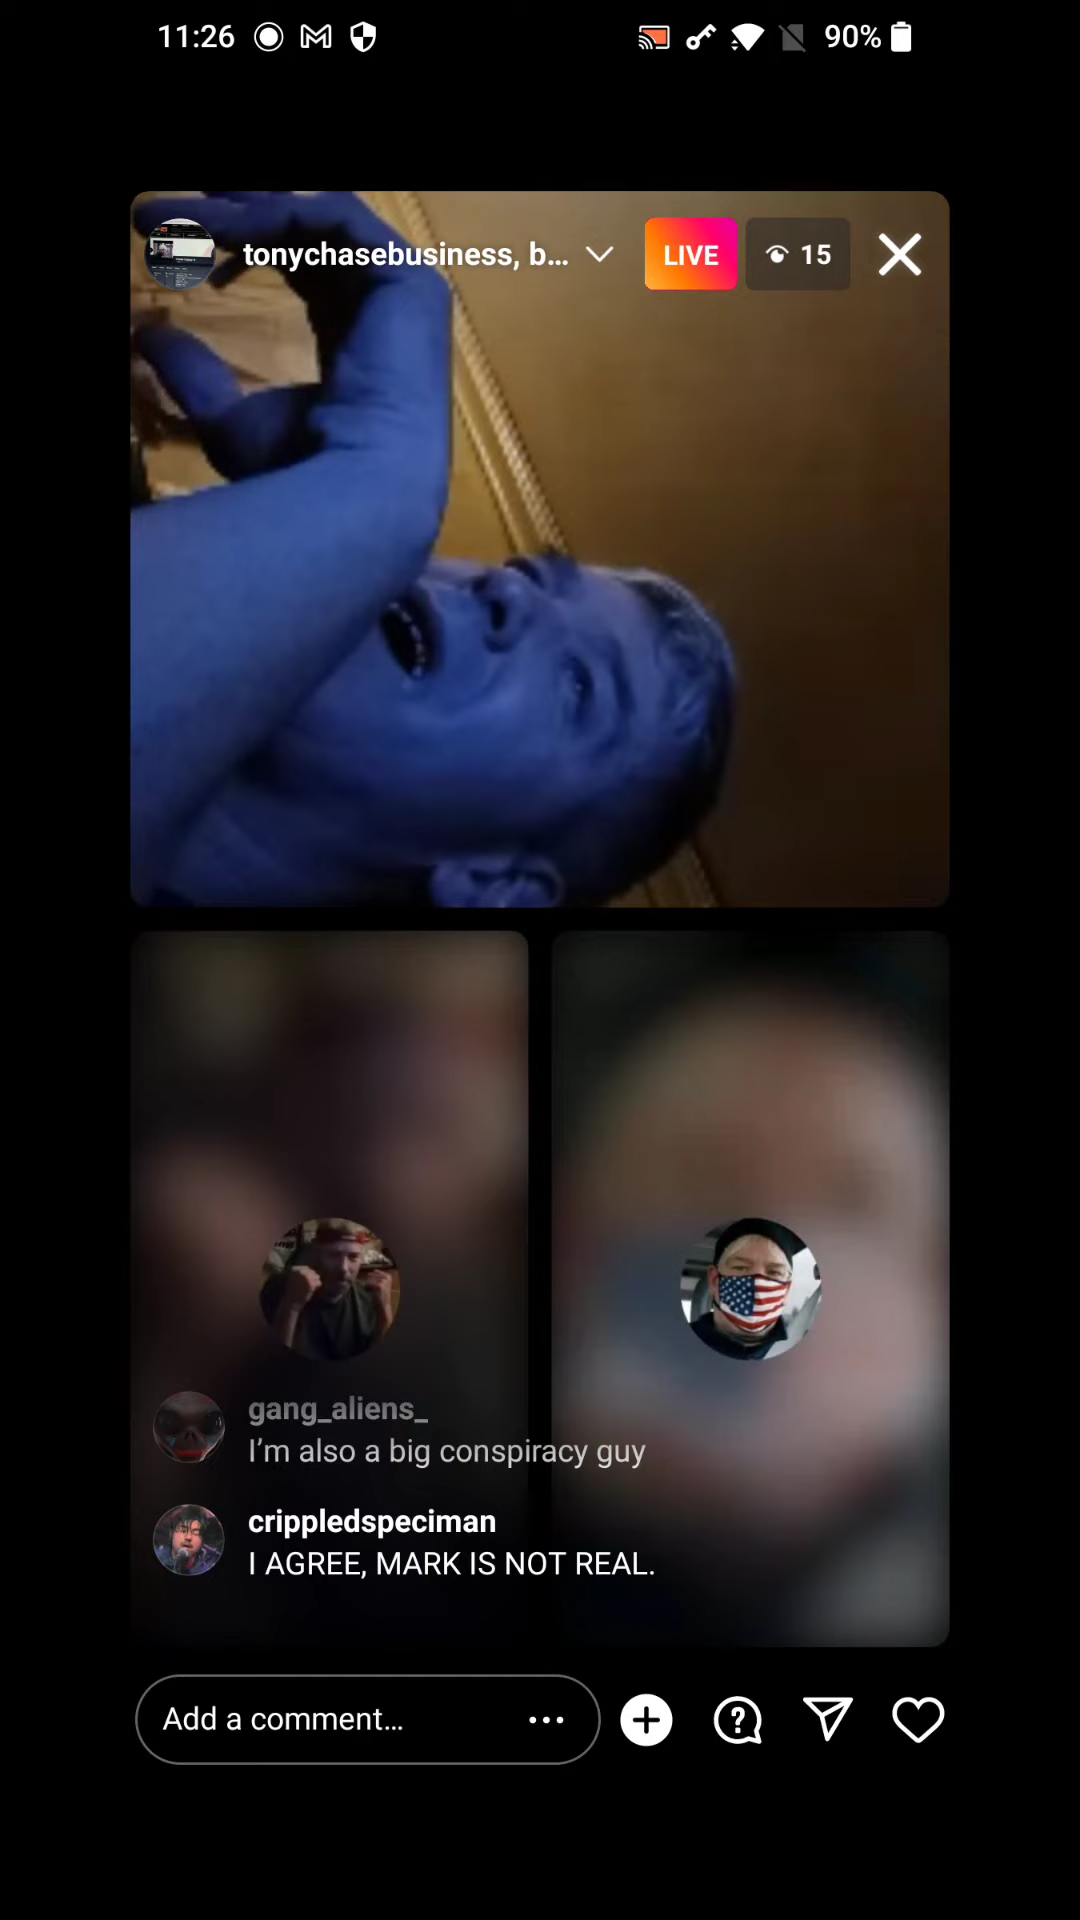 11:26
90%
tonychasebusiness, b...
LIVE
15
gang_aliens_
I’m also a big conspiracy guy
crippledspeciman
I AGREE, MARK IS NOT REAL.
Add a comment...